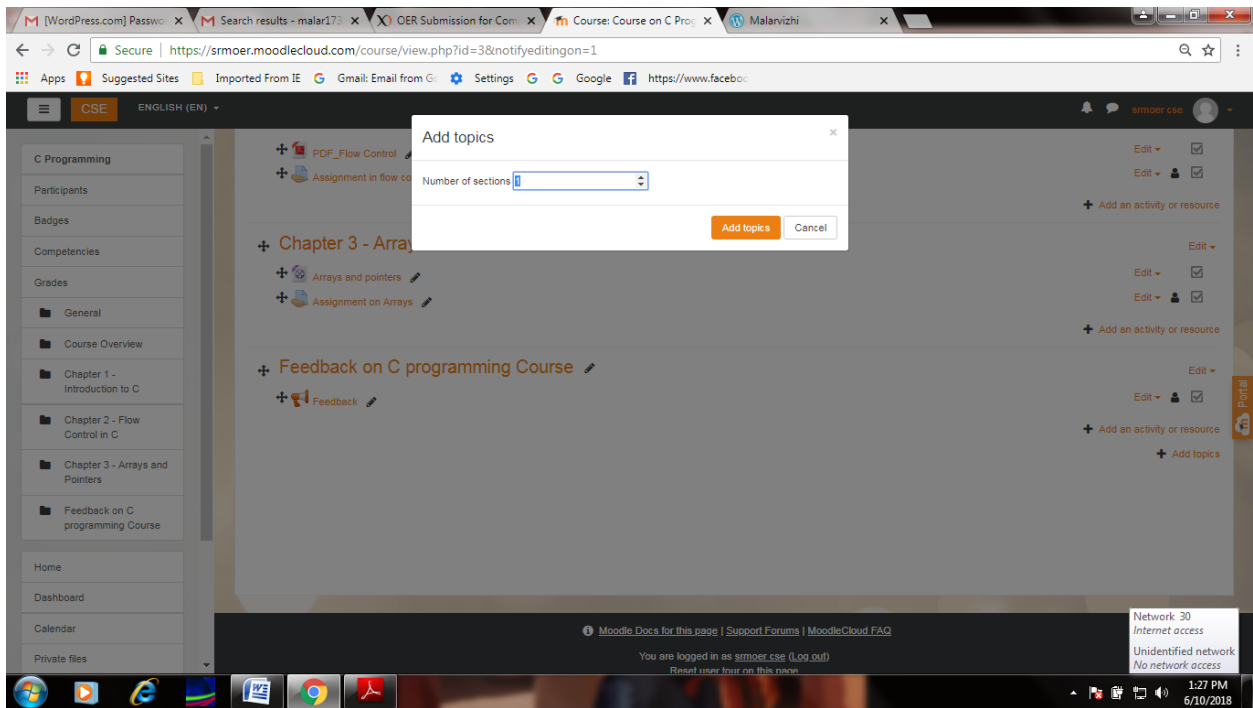 [WordPress.com] Passwo
Search results - malar173
OER Submission for Com
Course: Course on C Prog
Malarvizhi
Secure | https://srmoer.moodlecloud.com/course/view.php?id=3&notifyeditingon=1
Apps Suggested Sites Imported From IE Gmail: Email from Go Settings Google https://www.faceboc
CSE ENGLISH (EN) srmoer cse
C Programming
Participants
Badges
Competencies
Grades
General
Course Overview
Chapter 1 -
Introduction to C
Chapter 2 - Flow
Control in C
Chapter 3 - Arrays and
Pointers
Feedback on C
programming Course
Home
Dashboard
Calendar
Private files
PDF_Flow Control Edit
Assignment in flow co Edit
Add an activity or resource
Chapter 3 - Array Edit
Arrays and pointers Edit
Assignment on Arrays Edit
Add an activity or resource
Feedback on C programming Course Edit
Feedback Edit
Add an activity or resource
Add topics
Add topics ×
Number of sections 1
Add topics Cancel
Portal
Moodle Docs for this page | Support Forums | MoodleCloud FAQ
You are logged in as srmoer cse (Log out)
Reset user tour on this page
Network 30
Internet access
Unidentified network
No network access
1:27 PM
6/10/2018